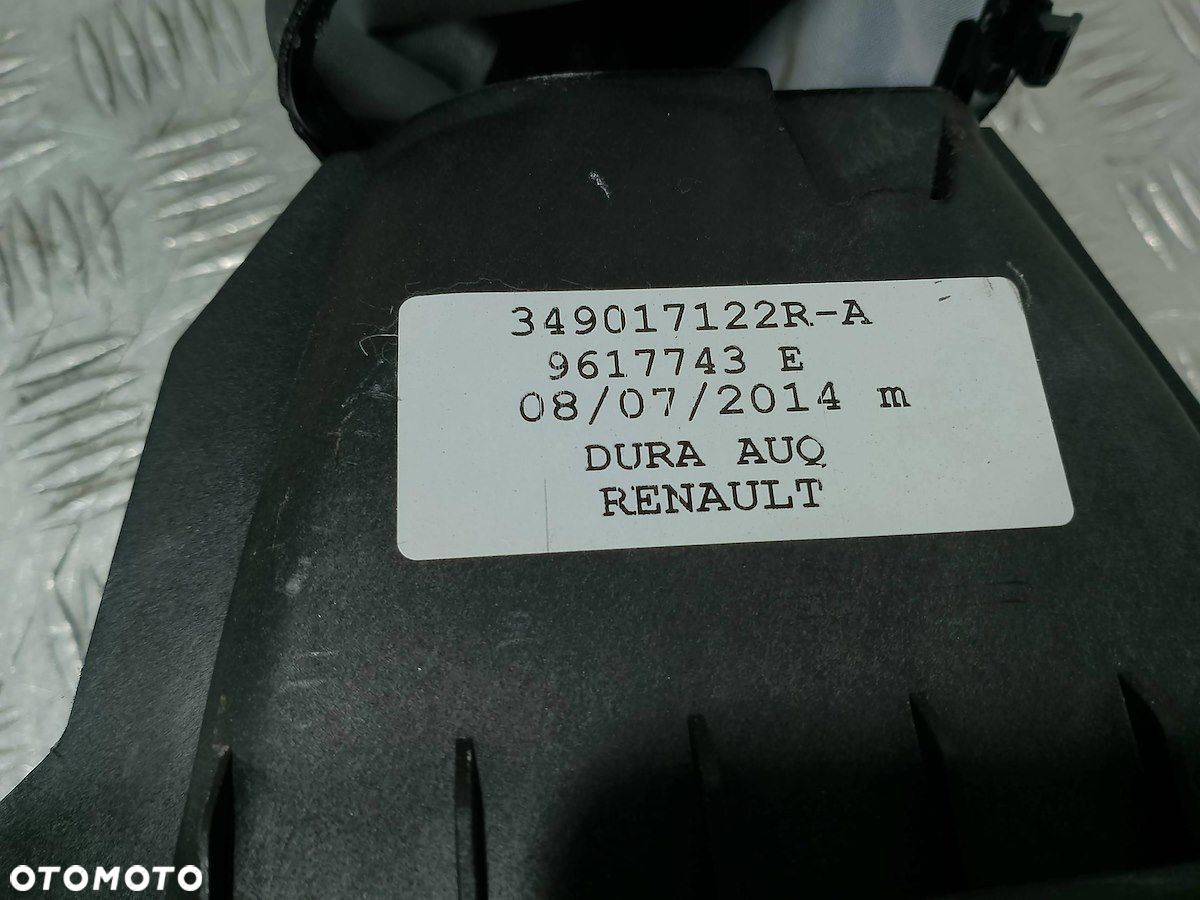 349017122R-A
9617743 E
08/07/2014 m
DURA AUQ
RENAULT
OTOMOTO